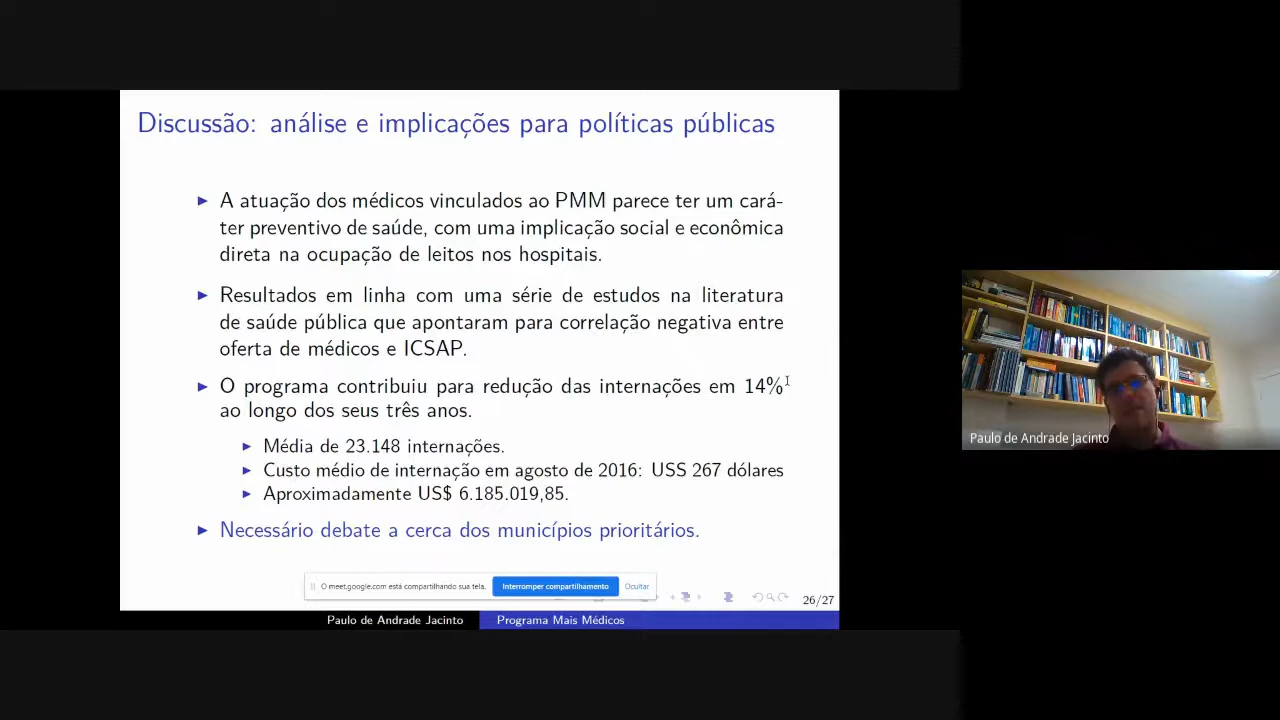 Discussão: análise e implicações para políticas públicas
A atuação dos médicos vinculados ao PMM parece ter um cará-
ter preventivo de saúde, com uma implicação social e econômica
direta na ocupação de leitos nos hospitais.
Resultados em linha com uma série de estudos na literatura
de saúde pública que apontaram para correlação negativa entre
oferta de médicos e ICSAP.
O programa contribuiu para redução das internações em 14%
ao longo dos seus três anos.
Média de 23.148 internações.
Custo médio de internação em agosto de 2016: USS 267 dólares
Aproximadamente US$ 6.185.019,85.
Necessário debate a cerca dos municípios prioritários.
O meet.google.com está compartilhando sua tela.
Interromper compartilhamento
Ocultar
26/27
Paulo de Andrade Jacinto
Programa Mais Médicos
Paulo de Andrade Jacinto